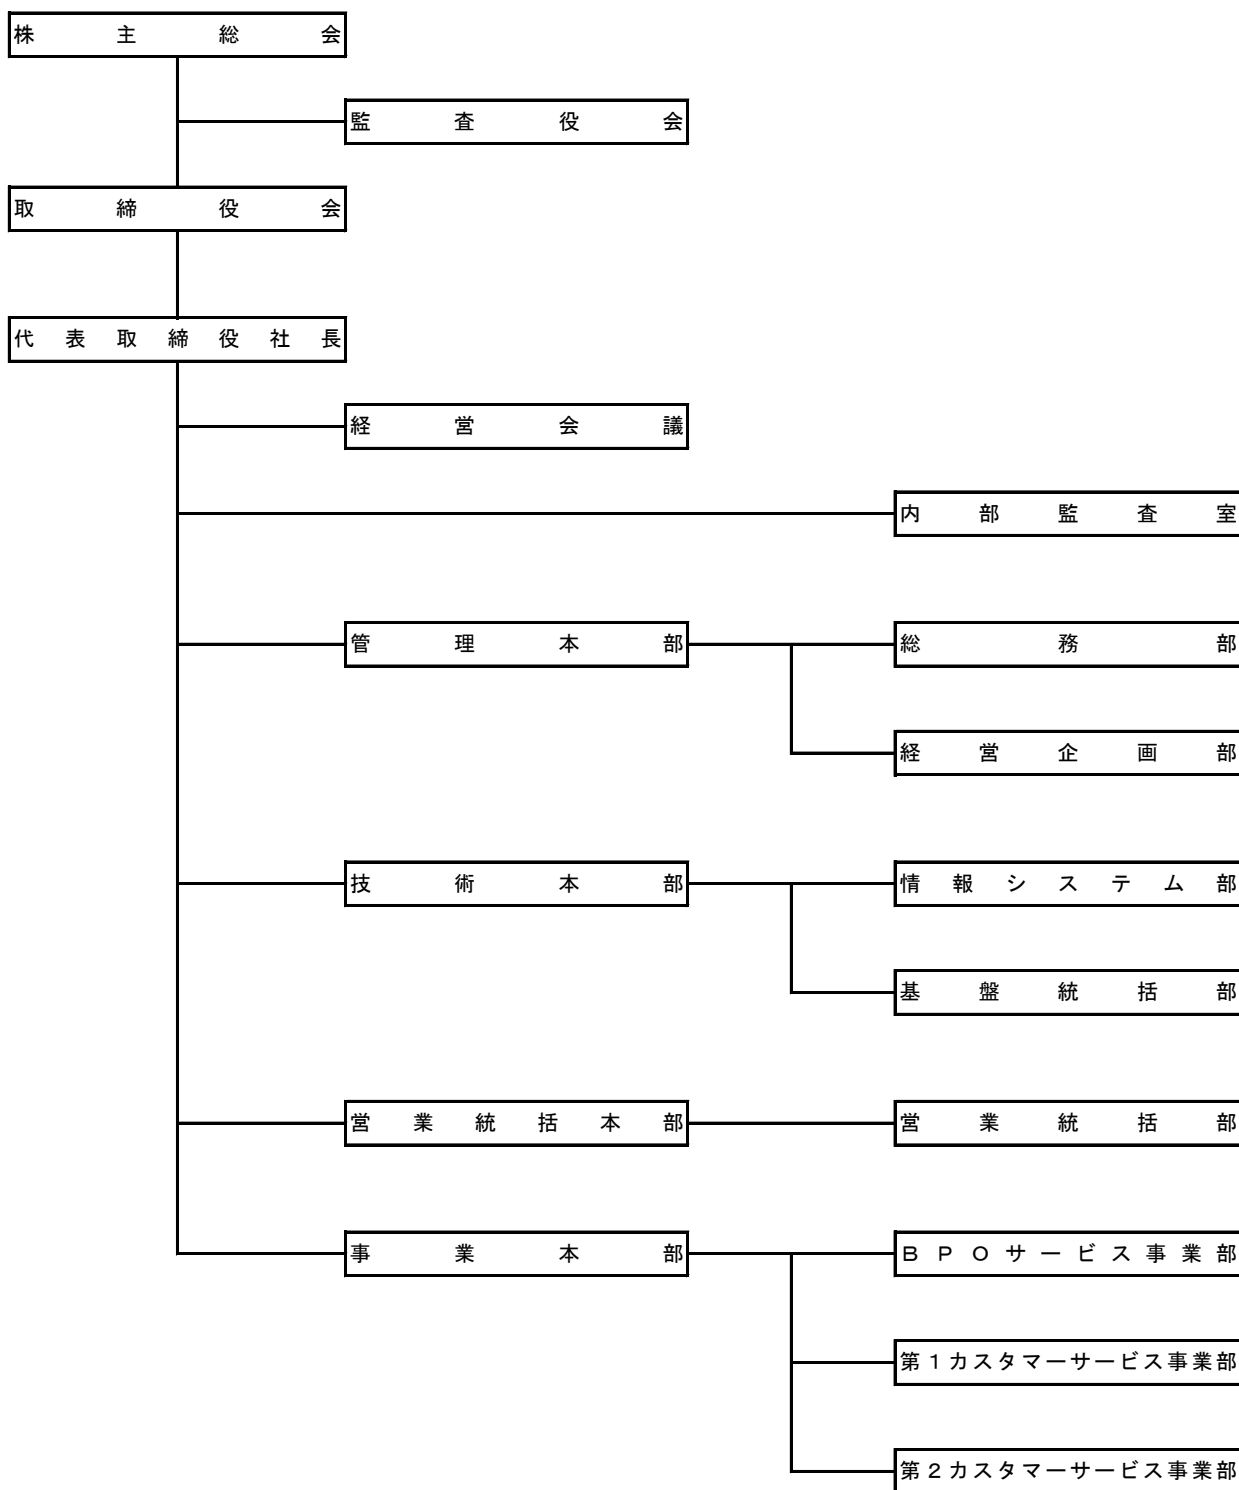 株主総会
監査役会
取締役会
代表取締役社長
経営会議
内部監査室
管理本部
総務部
経営企画部
技術本部
情報システム部
基盤統括部
営業統括本部
営業統括部
事業本部
ＢＰＯサービス事業部
第１カスタマーサービス事業部
第２カスタマーサービス事業部